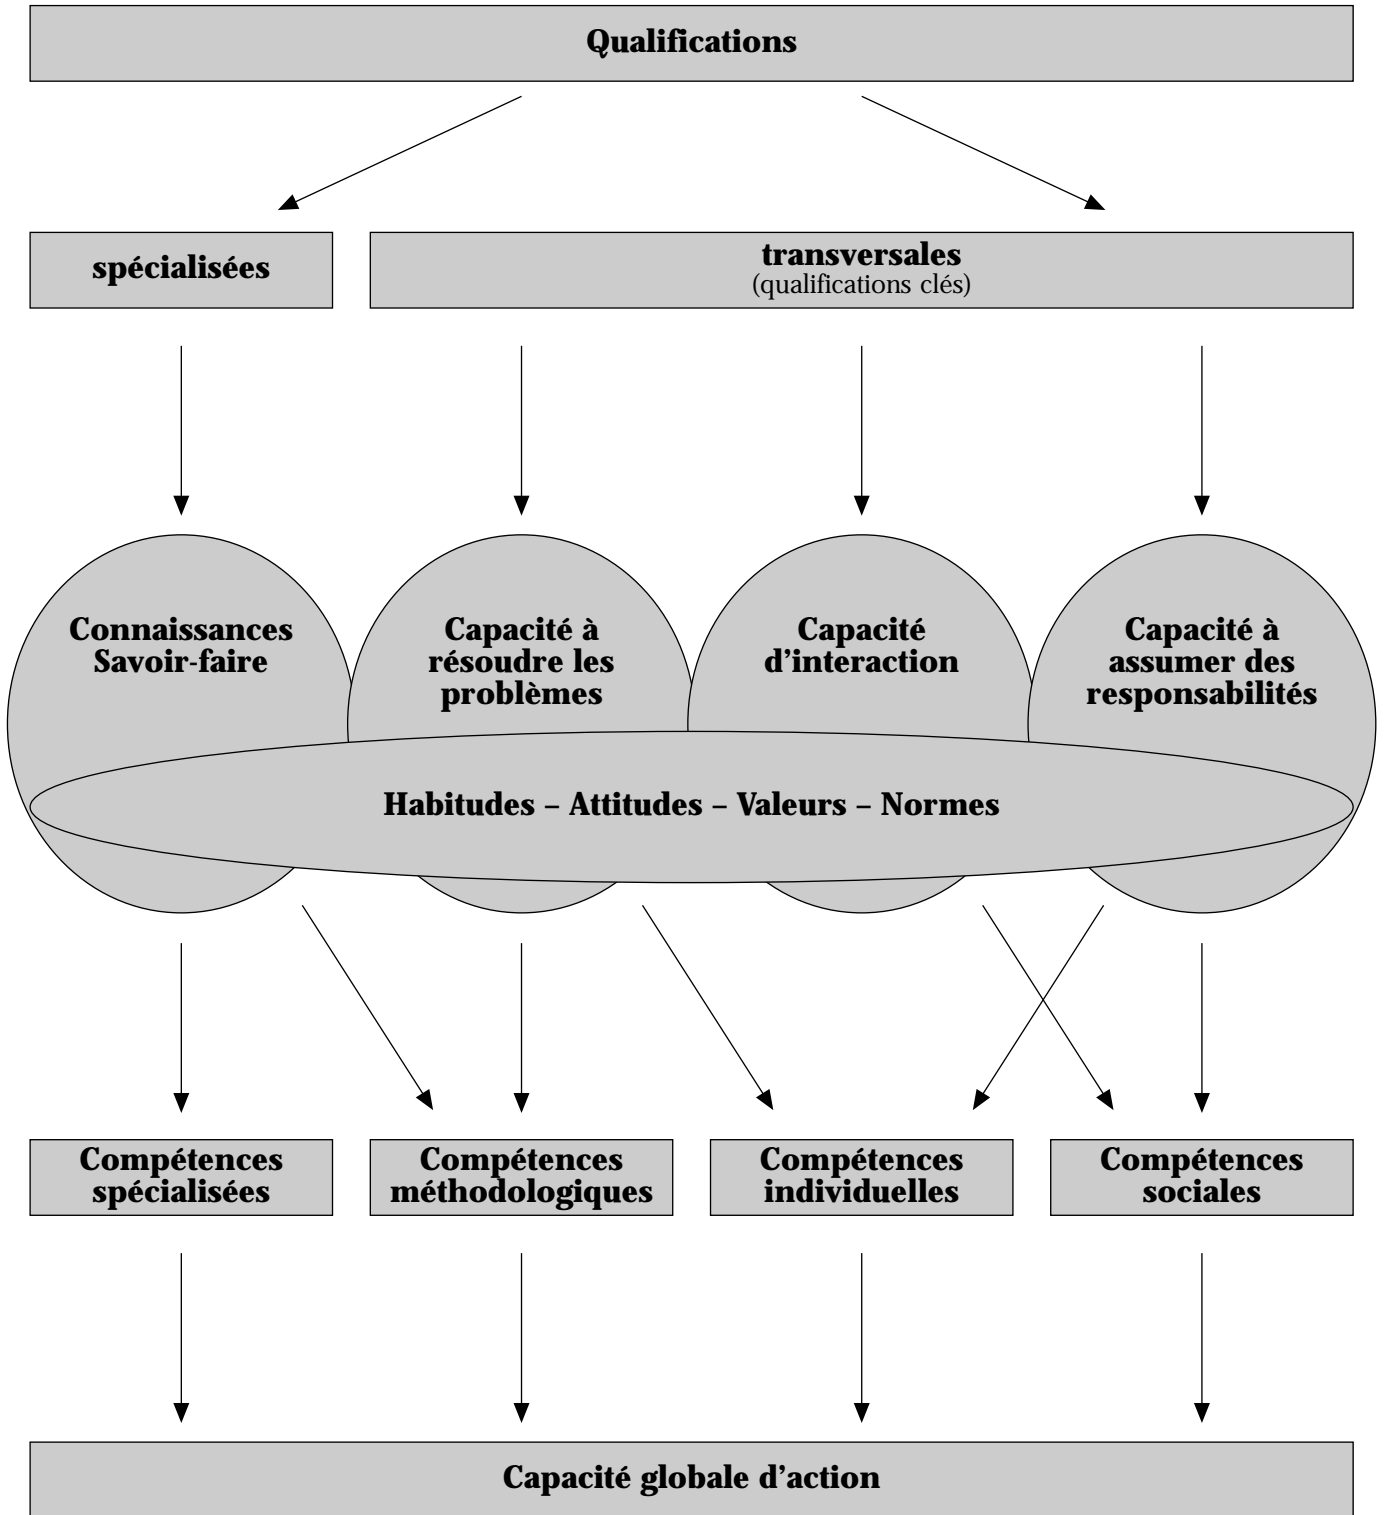 Qualifications
spécialisées
transversales
(qualifications clés)
Connaissances
Savoir-faire
Capacité à
résoudre les
problèmes
Capacité
d'interaction
Capacité à
assumer des
responsabilités
Habitudes – Attitudes – Valeurs – Normes
Compétences
spécialisées
Compétences
méthodologiques
Compétences
individuelles
Compétences
sociales
Capacité globale d’action